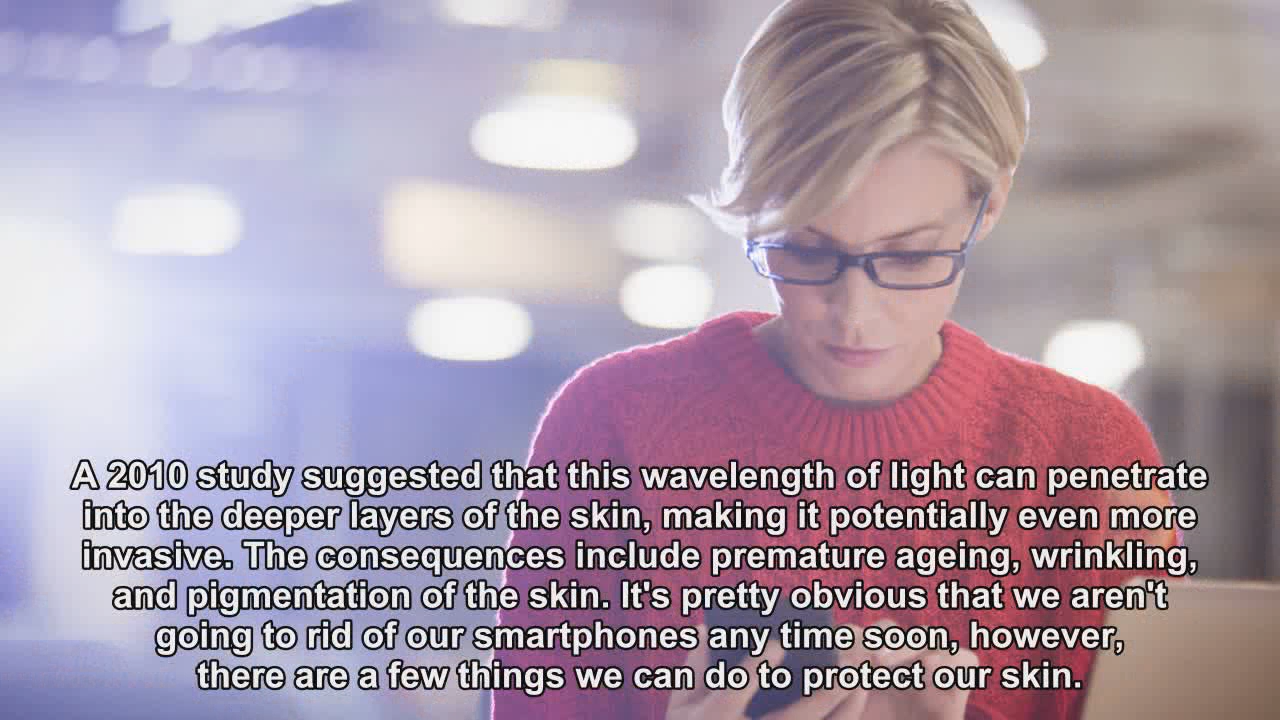 A 2010 study suggested that this wavelength of light can penetrate
into the deeper layers of the skin, making it potentially even more
invasive. The consequences include premature ageing, wrinkling,
and pigmentation of the skin. It's pretty obvious that we aren't
going to rid of our smartphones any time soon, however,
there are a few things we can do to protect our skin.